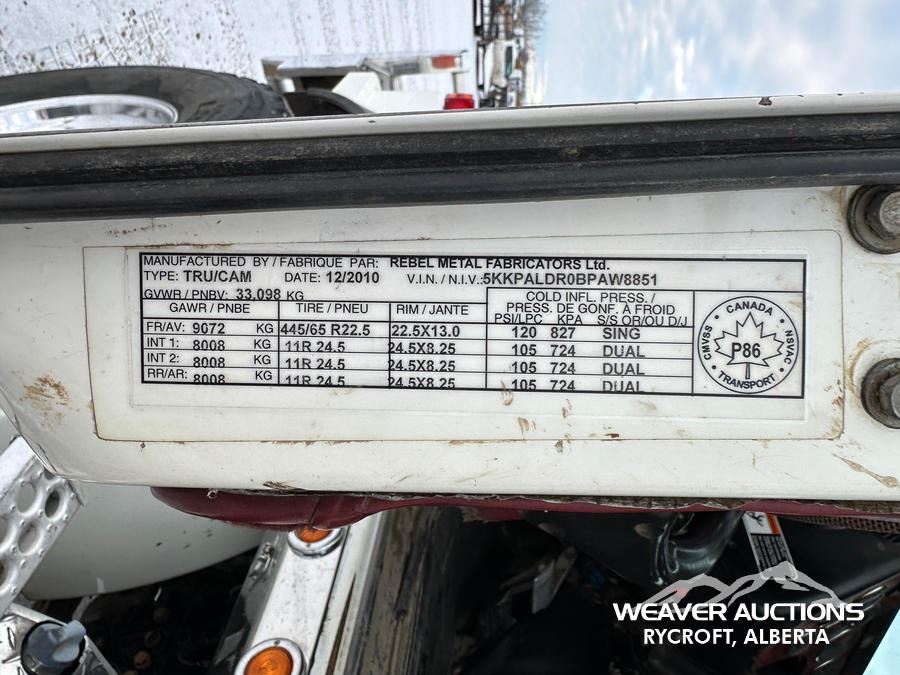 MANUFACTURED BY / FABRIQUE PAR: REBEL METAL FABRICATORS Ltd.
TYPE: TRU/CAM DATE: 12/2010 V.I.N. / N.I.V.: 5KKPALDR0BPAW8851
GVWR / PNBV: 33,098 KG
GAWR / PNBE TIRE / PNEU RIM / JANTE COLD INFL. PRESS. / PRESS. DE GONF. A FROID
PSI/LPC KPA S/S OR/OU D/J
FR/AV: 9072 KG 445/65 R22.5 22.5X13.0 120 827 SING
INT 1: 8008 KG 11R 24.5 24.5X8.25 105 724 DUAL
INT 2: 8008 KG 11R 24.5 24.5X8.25 105 724 DUAL
RR/AR: 8008 KG 11R 24.5 24.5X8.25 105 724 DUAL
CANADA
CMVSS P86 NSVAC
TRANSPORT
WEAVER AUCTIONS
RYCROFT, ALBERTA